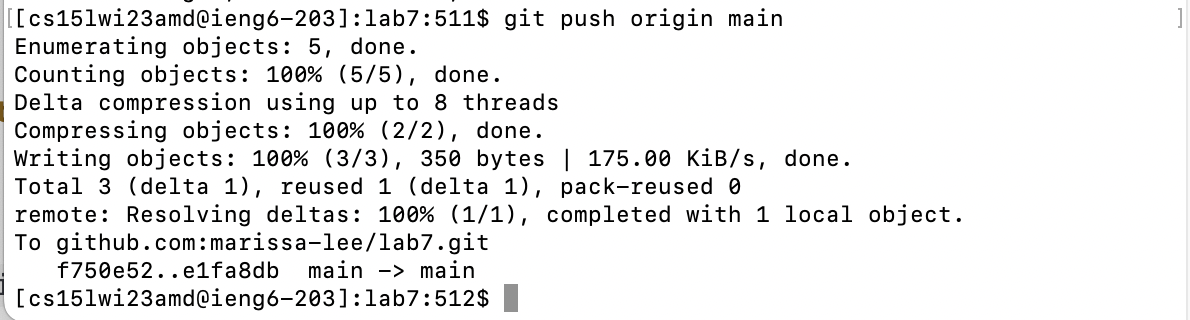 [[cs15lwi23amd@ieng6-203]:lab7:511$ git push origin main ]
Enumerating objects: 5, done.
Counting objects: 100% (5/5), done.
Delta compression using up to 8 threads
Compressing objects: 100% (2/2), done.
Writing objects: 100% (3/3), 350 bytes | 175.00 KiB/s, done.
Total 3 (delta 1), reused 1 (delta 1), pack-reused 0
remote: Resolving deltas: 100% (1/1), completed with 1 local object.
To github.com:marissa-lee/lab7.git
   f750e52..e1fa8db  main -> main
[cs15lwi23amd@ieng6-203]:lab7:512$